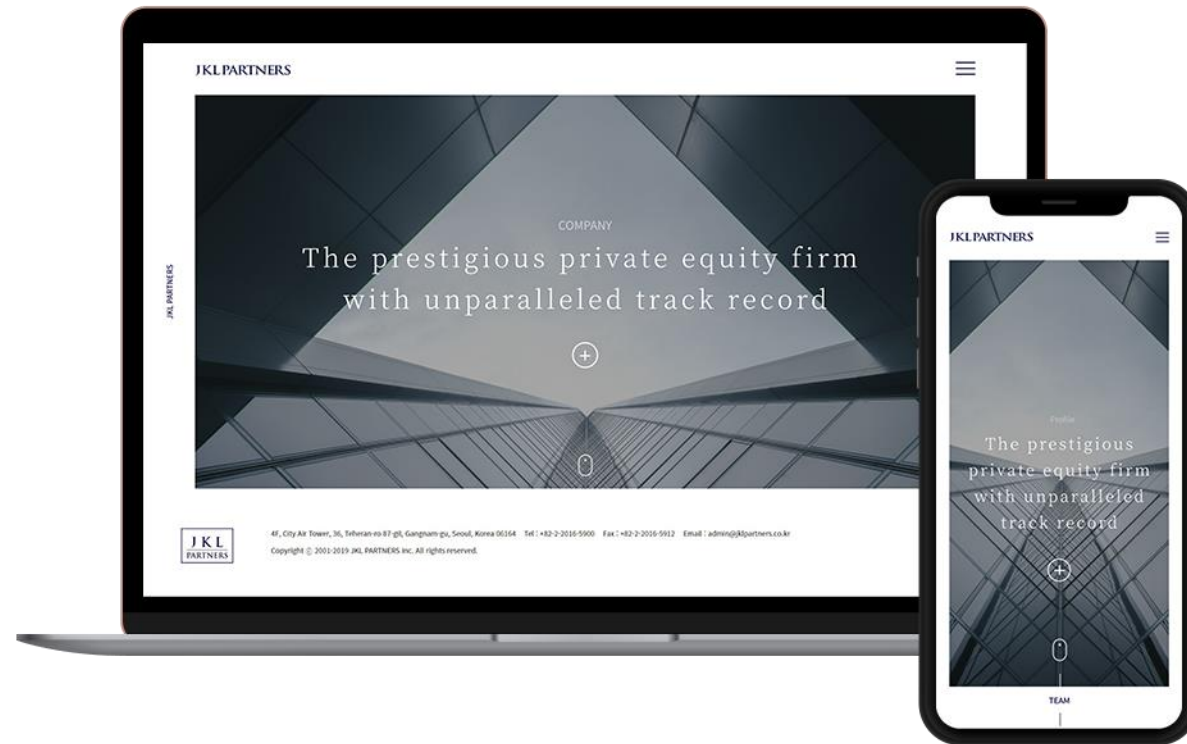 JKL PARTNERS
JKL PARTNERS
COMPANY
The prestigious private equity firm
with unparalleled track record
JKL
PARTNERS
4F, City Air Tower, 36, Teheran-ro 87-gil, Gangnam-gu, Seoul, Korea 06164 Tel : +82-2-2016-5900 Fax : +82-2-2016-5912 Email : admin@jklpartners.co.kr
Copyright ⓒ 2001-2019 JKL PARTNERS inc. All rights reserved.
JKL PARTNERS
Profile
The prestigious
private equity firm
with unparalleled
track record
TEAM